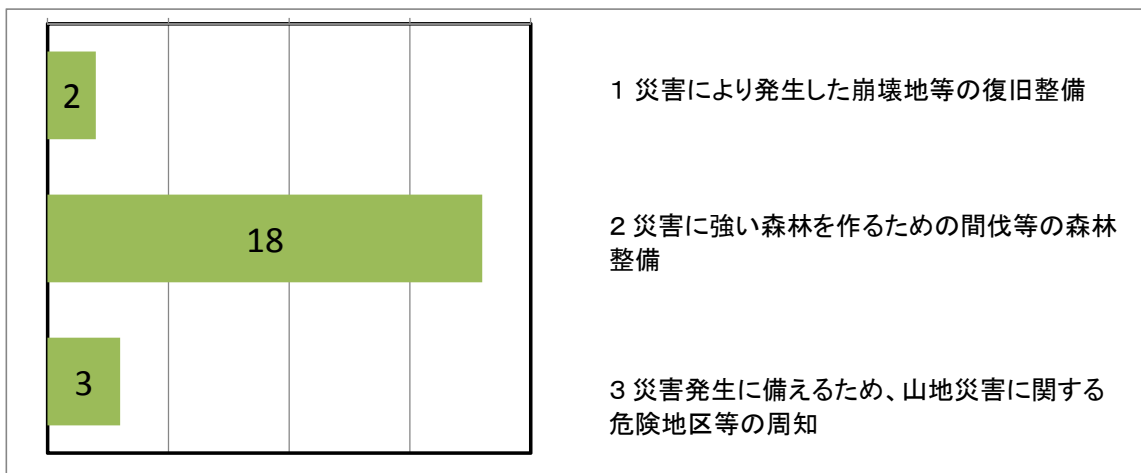 2
1 災害により発生した崩壊地等の復旧整備
18
2 災害に強い森林を作るための間伐等の森林
整備
3
3 災害発生に備えるため、山地災害に関する
危険地区等の周知